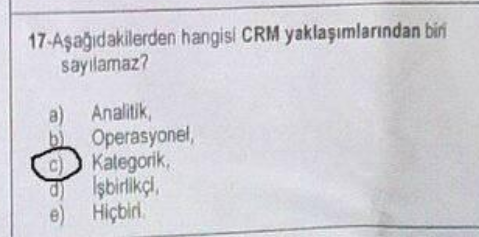 17-Aşağıdakilerden hangisi CRM yaklaşımlarından biri
sayılamaz?
a) Analitik,
b) Operasyonel,
c) Kategorik,
d) İşbirlikçi,
e) Hiçbiri.